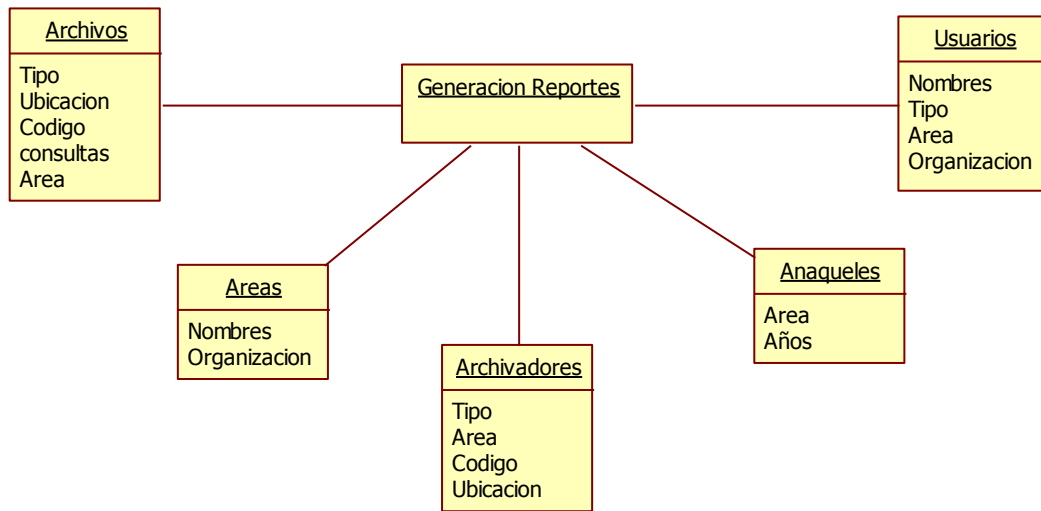 Archivos
Tipo
Ubicacion
Codigo
consultas
Area
Generacion Reportes
Usuarios
Nombres
Tipo
Area
Organizacion
Areas
Nombres
Organizacion
Archivadores
Tipo
Area
Codigo
Ubicacion
Anaqueles
Area
Años